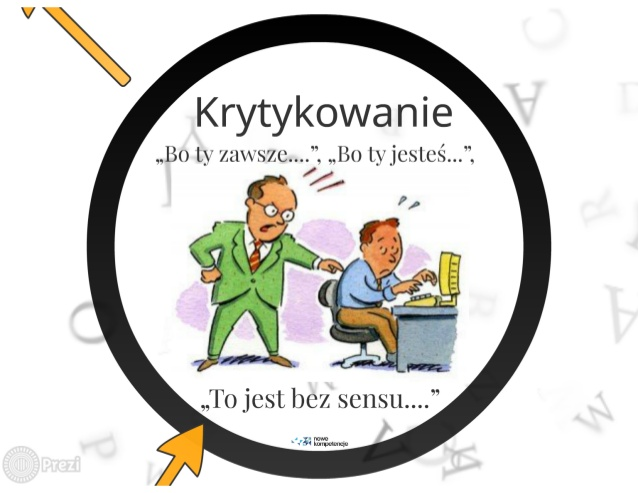 Krytykowanie
„Bo ty zawsze....”, „Bo ty jesteś...”,
„To jest bez sensu....”
nowe
kompetencje
Prezi